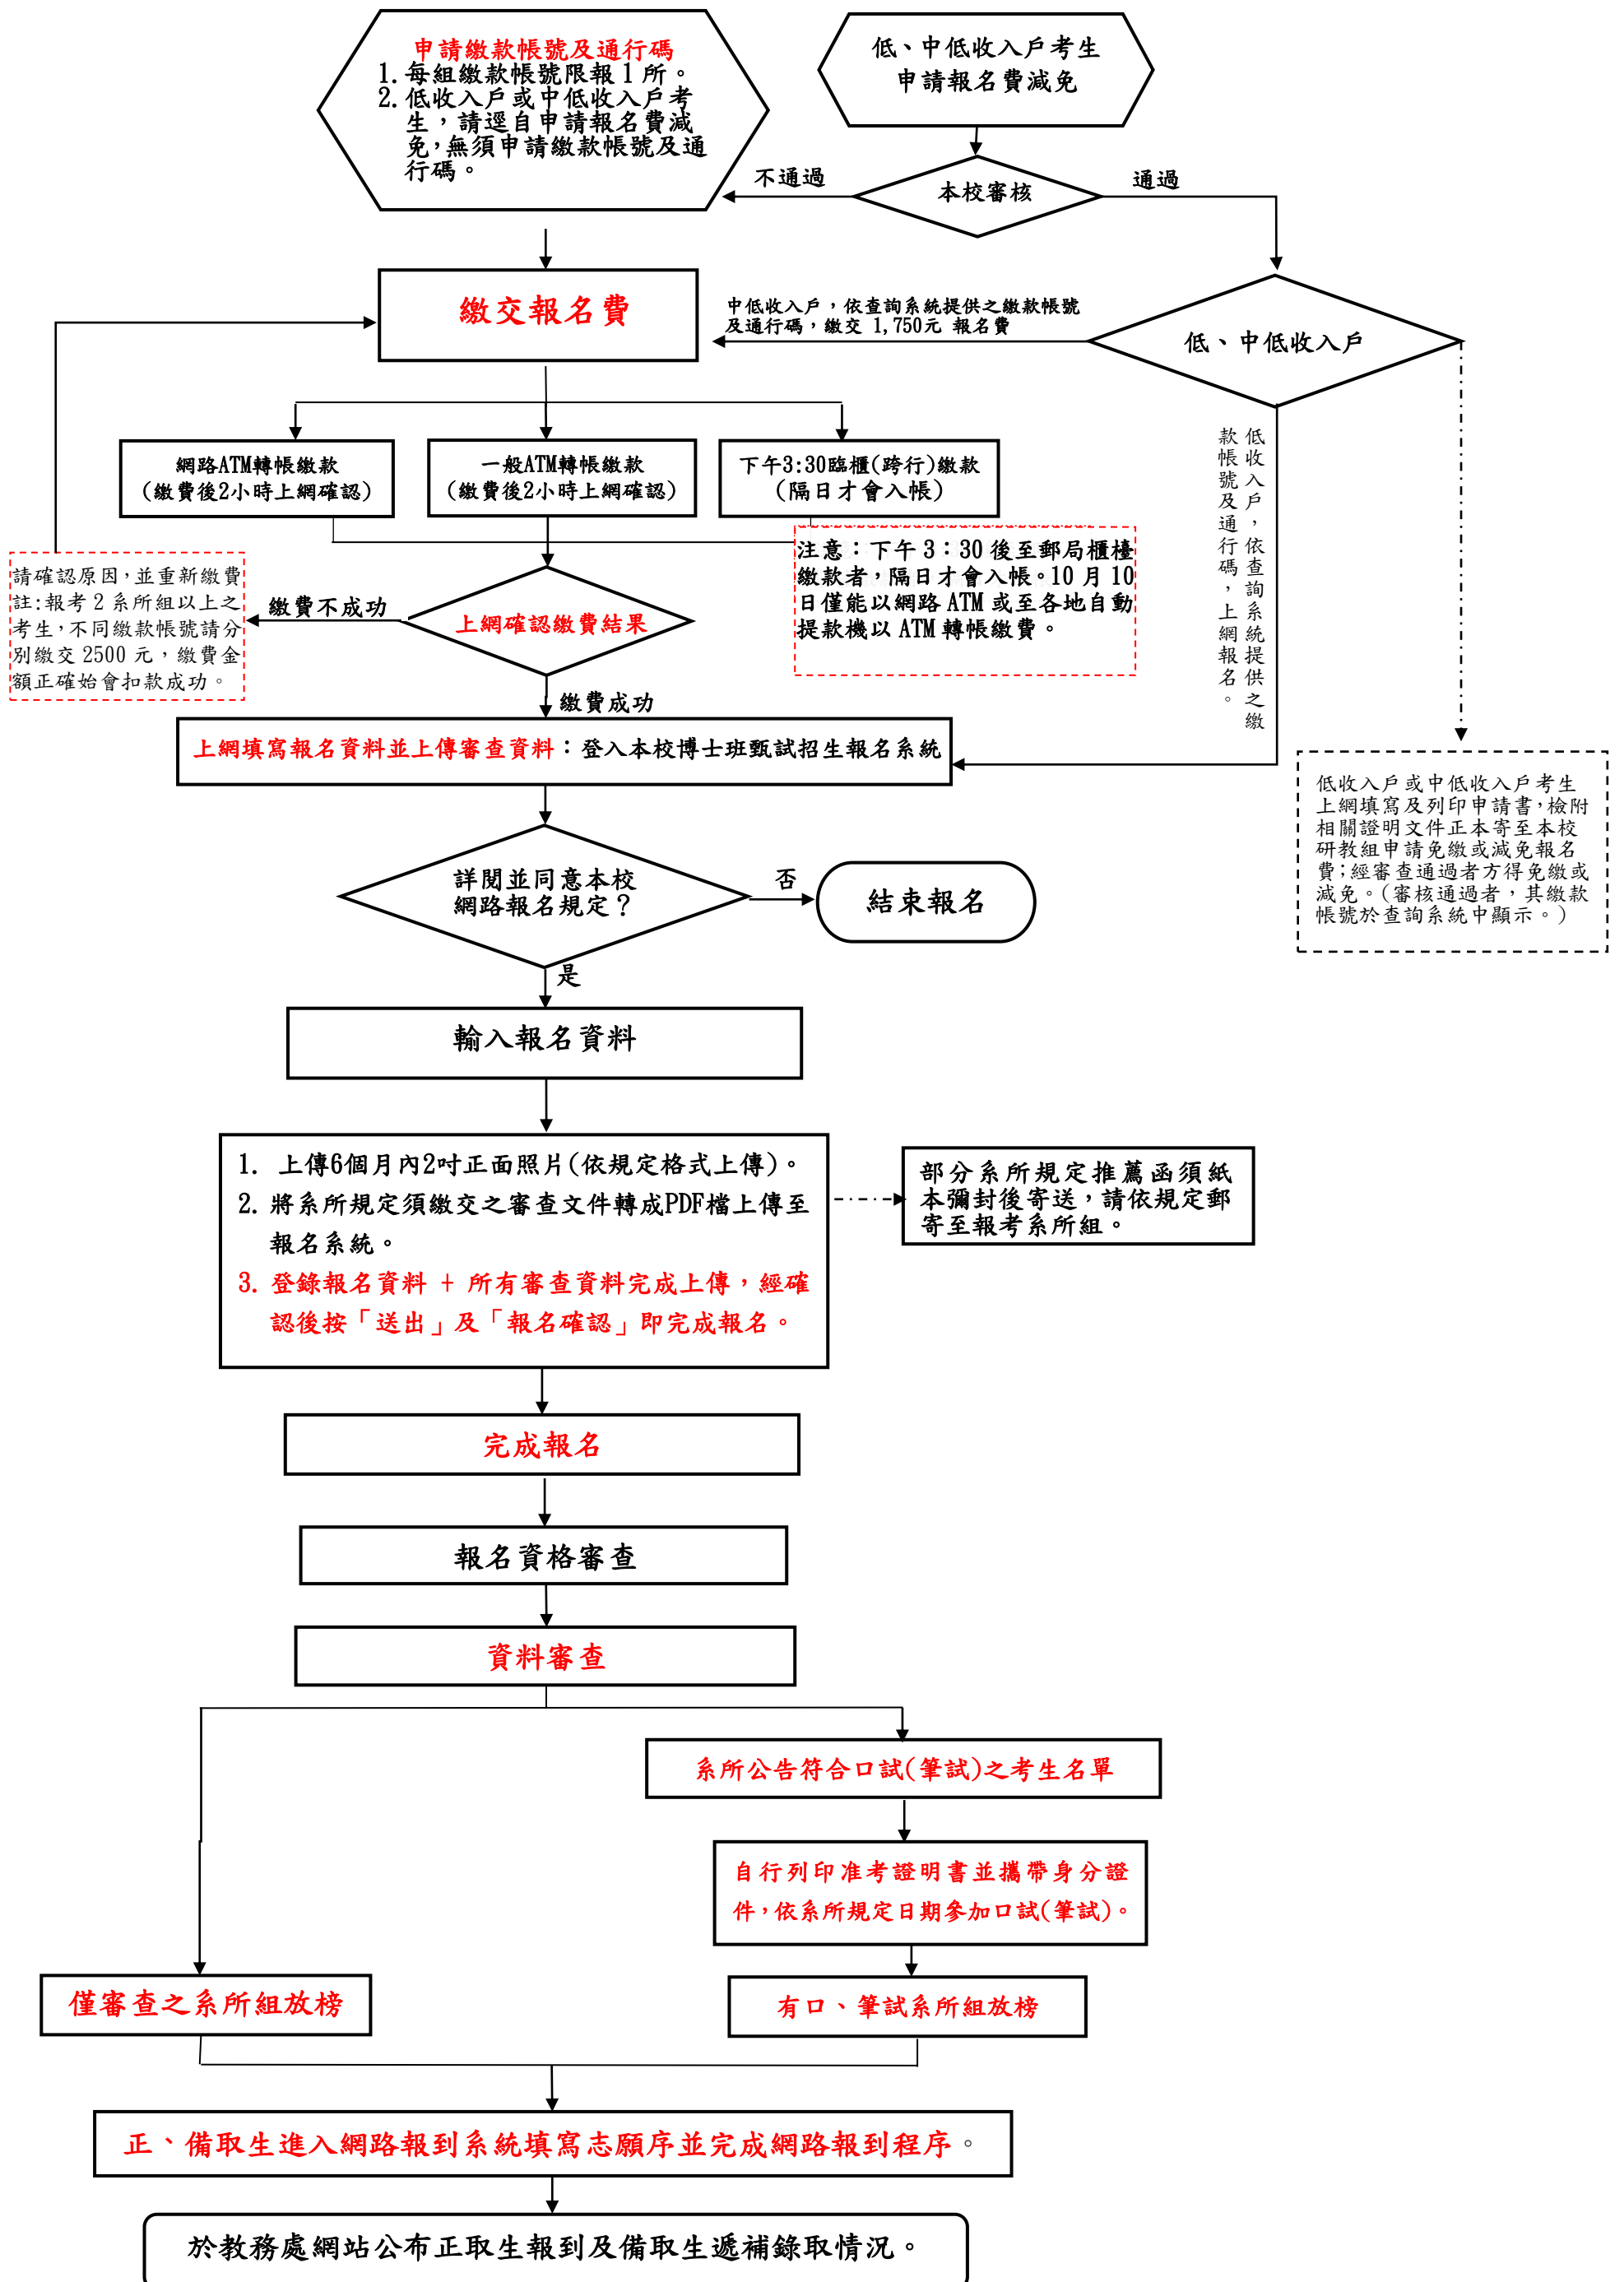 申請繳款帳號及通行碼
1. 每組繳款帳號限報 1 所。
2. 低收入戶或中低收入戶考
生，請逕自申請報名費減
免，無須申請繳款帳號及通
行碼。
低、中低收入戶考生
申請報名費減免
不通過
本校審核
通過
繳交報名費
中低收入戶，依查詢系統提供之繳款帳號
及通行碼，繳交 1,750元 報名費
低、中低收入戶
網路ATM轉帳繳款
(繳費後2小時上網確認)
一般ATM轉帳繳款
(繳費後2小時上網確認)
下午3:30臨櫃(跨行)繳款
(隔日才會入帳)
低收入戶，依查詢系統提供之繳
款帳號及通行碼，上網報名。
請確認原因，並重新繳費
註:報考 2 系所組以上之
考生，不同繳款帳號請分
別繳交 2500 元，繳費金
額正確始會扣款成功。
繳費不成功
上網確認繳費結果
注意：下午 3：30 後至郵局櫃檯
繳款者，隔日才會入帳。10 月 10
日僅能以網路 ATM 或至各地自動
提款機以 ATM 轉帳繳費。
繳費成功
上網填寫報名資料並上傳審查資料：登入本校博士班甄試招生報名系統
低收入戶或中低收入戶考生
上網填寫及列印申請書，檢附
相關證明文件正本寄至本校
研教組申請免繳或減免報名
費；經審查通過者方得免繳或
減免。(審核通過者，其繳款
帳號於查詢系統中顯示。)
詳閱並同意本校
網路報名規定？
否
結束報名
是
輸入報名資料
1. 上傳6個月內2吋正面照片(依規定格式上傳)。
2. 將系所規定須繳交之審查文件轉成PDF檔上傳至
報名系統。
3. 登錄報名資料 + 所有審查資料完成上傳，經確
認後按「送出」及「報名確認」即完成報名。
部分系所規定推薦函須紙
本彌封後寄送，請依規定郵
寄至報考系所組。
完成報名
報名資格審查
資料審查
系所公告符合口試(筆試)之考生名單
自行列印准考證明書並攜帶身分證
件，依系所規定日期參加口試(筆試)。
僅審查之系所組放榜
有口、筆試系所組放榜
正、備取生進入網路報到系統填寫志願序並完成網路報到程序。
於教務處網站公布正取生報到及備取生遞補錄取情況。